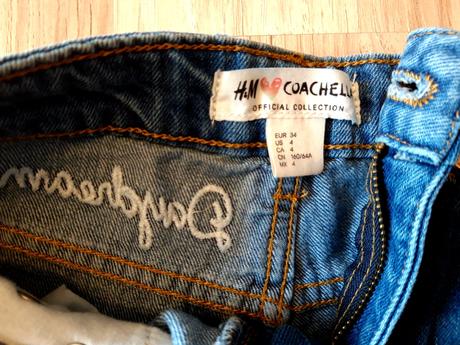 H&M COACHELLA
OFFICIAL COLLECTION
EUR 34
US 4
CA 4
CN 160/64A
MX 4
Daydream